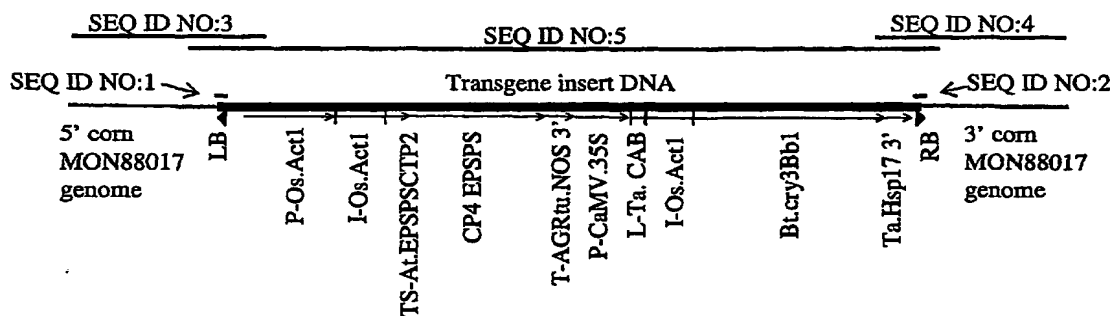 SEQ ID NO:3
SEQ ID NO:4
SEQ ID NO:5
SEQ ID NO:1
Transgene insert DNA
SEQ ID NO:2
5' corn
MON88017
genome
LB
P-Os.Act1
I-Os.Act1
TS-At.EPSPSCTP2
CP4 EPSPS
T-AGRtu.NOS 3'
P-CaMV.35S
L-Ta. CAB
I-Os.Act1
Bt.cry3Bb1
Ta.Hsp17 3'
RB
3' corn
MON88017
genome